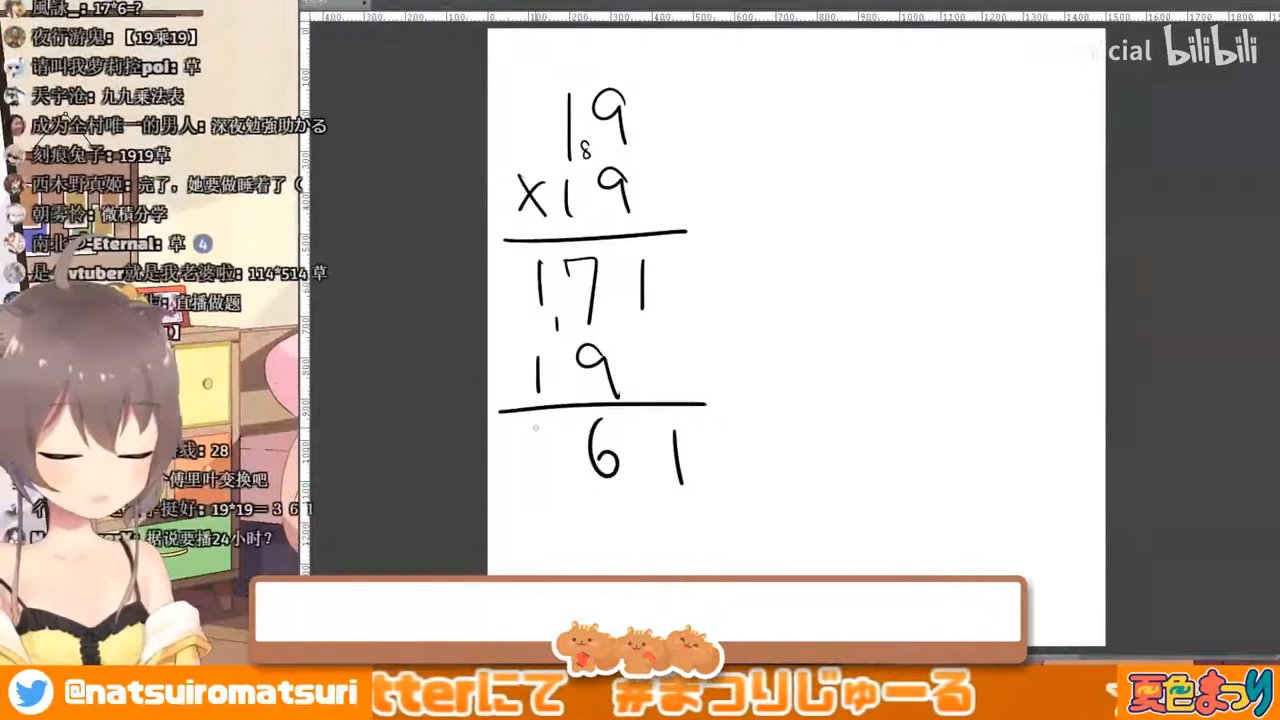 風詠_: 17*6=?
夜行游鬼: 【19乘19】
请叫我萝莉控pol: 草
天宇沧: 九九乘法表
成为全村唯一的男人: 深夜勉強助かる
刻痕兔子: 1919草
西木野真姬: 完了，她要做睡着了（
朝雾怜: 微積分学
Eternal: 草 4
vtuber就是我老婆啦: 114*514 草
直播做题
: 28
傅里叶变换吧
挺好: 19*19= 3 6 1
据说要播24小时?
bilibili
19
8
×19
171
1
19
61
@natsuiromatsuri
tterにて #まつりじゅーる
夏色まつり